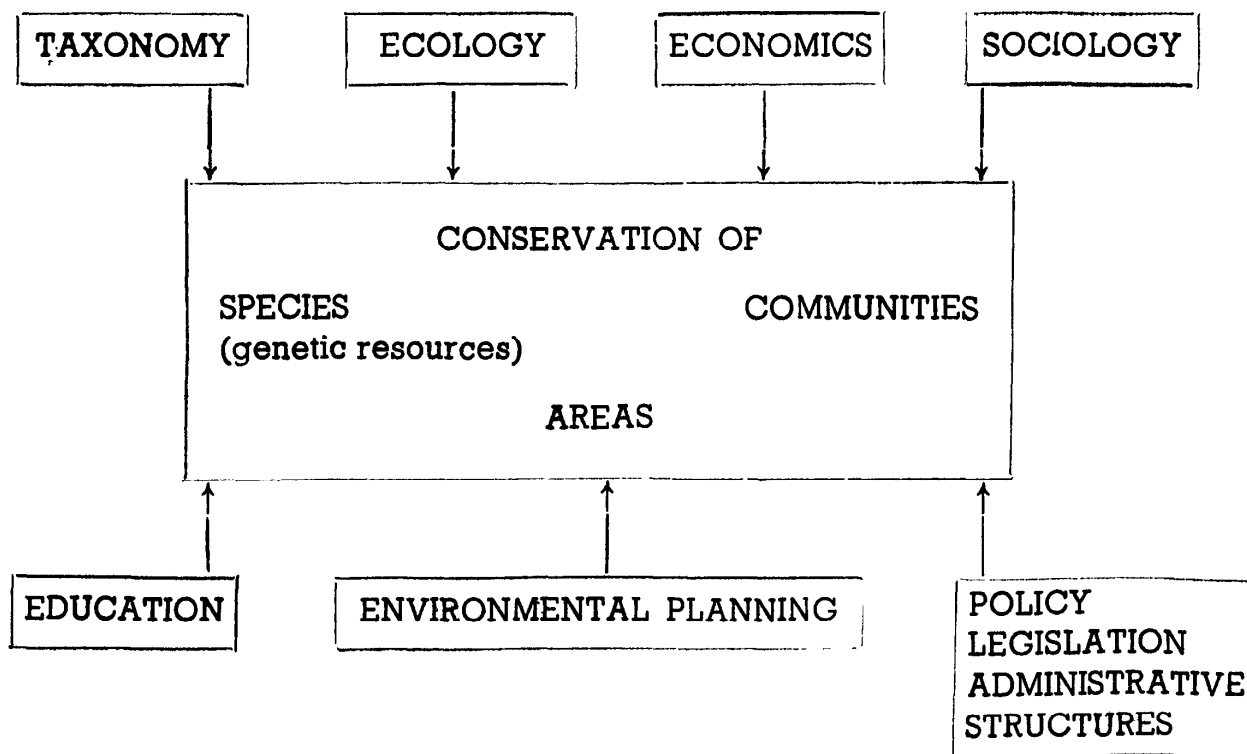 TAXONOMY
ECOLOGY
ECONOMICS
SOCIOLOGY
CONSERVATION OF
SPECIES
COMMUNITIES
(genetic resources)
AREAS
EDUCATION
ENVIRONMENTAL PLANNING
POLICY
LEGISLATION
ADMINISTRATIVE
STRUCTURES